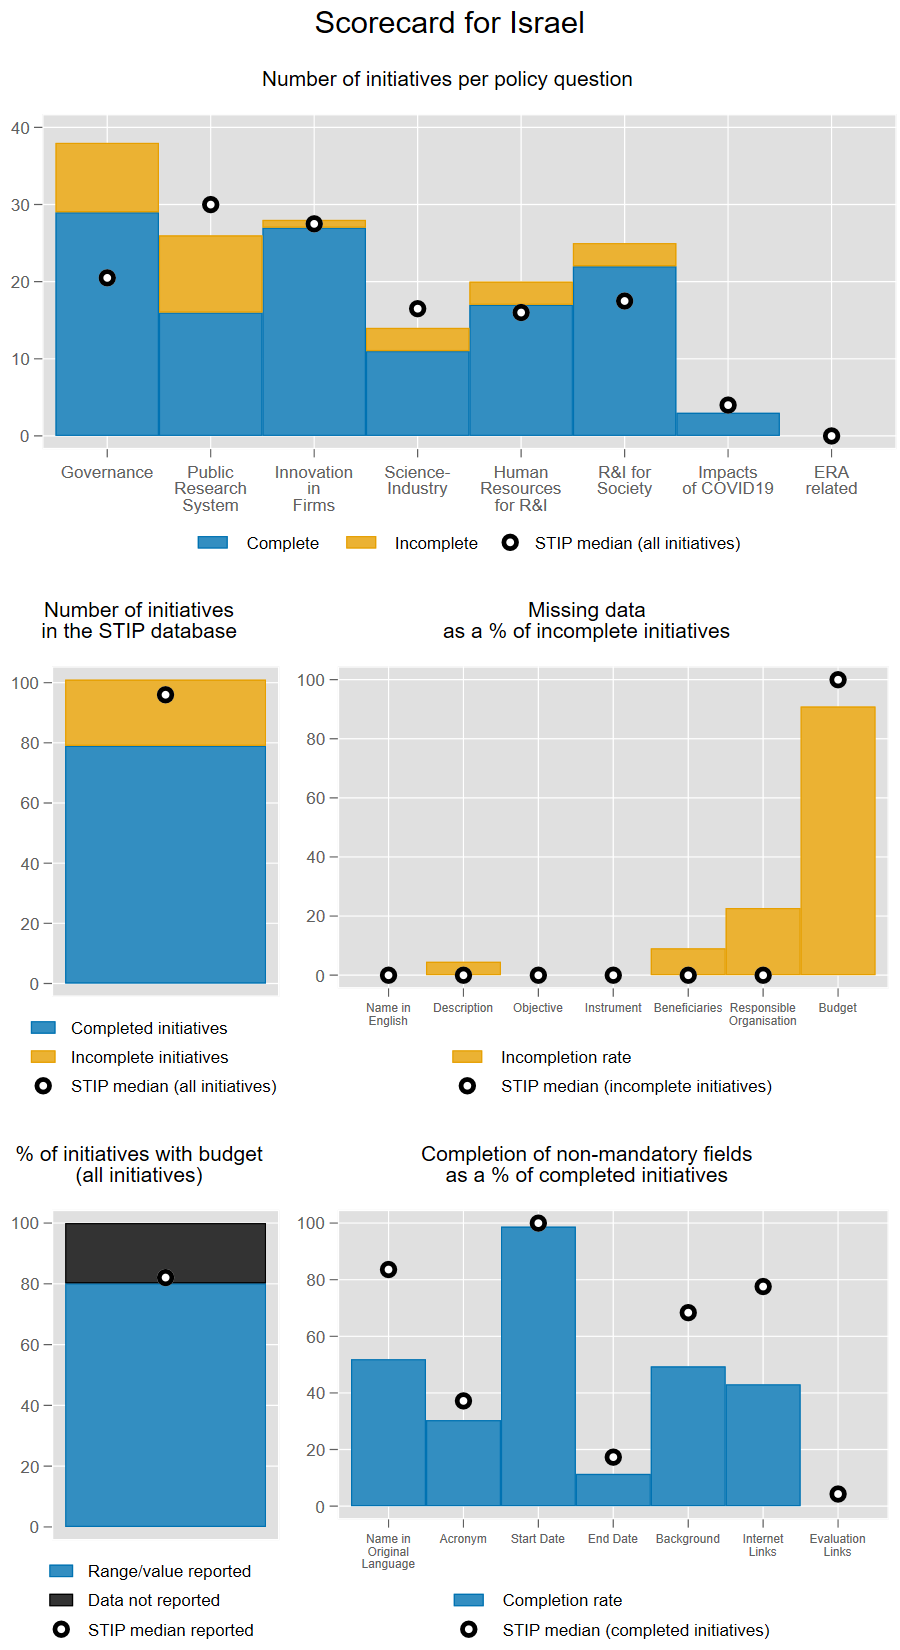 Scorecard for Israel
Number of initiatives per policy question
40
30
20
10
0
Governance
Public
Research
System
Innovation
in
Firms
Science-
Industry
Human
Resources
for R&I
R&I for
Society
Impacts
of COVID19
ERA
related
Complete
Incomplete
STIP median (all initiatives)
Number of initiatives
in the STIP database
100
80
60
40
20
0
Completed initiatives
Incomplete initiatives
STIP median (all initiatives)
Missing data
as a % of incomplete initiatives
100
80
60
40
20
0
Name in
English
Description
Objective
Instrument
Beneficiaries
Responsible
Organisation
Budget
Incompletion rate
STIP median (incomplete initiatives)
% of initiatives with budget
(all initiatives)
100
80
60
40
20
0
Range/value reported
Data not reported
STIP median reported
Completion of non-mandatory fields
as a % of completed initiatives
100
80
60
40
20
0
Name in
Original
Language
Acronym
Start Date
End Date
Background
Internet
Links
Evaluation
Links
Completion rate
STIP median (completed initiatives)